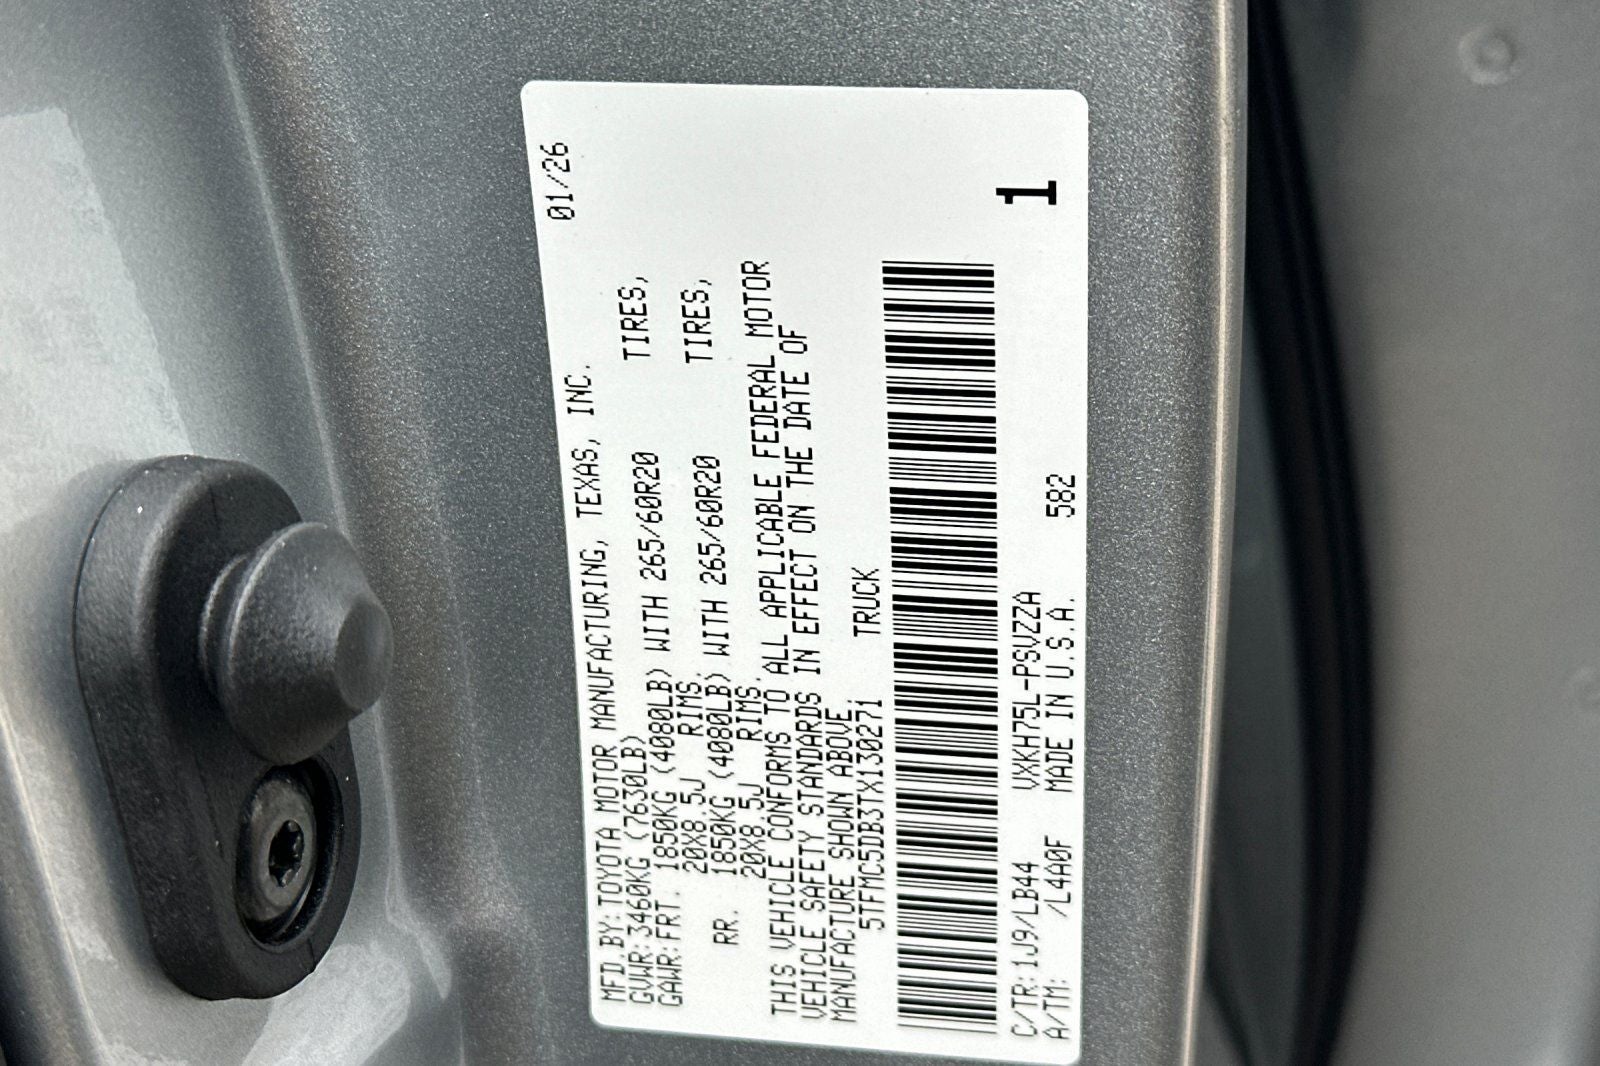 01/26
MFD.BY:TOYOTA MOTOR MANUFACTURING, TEXAS, INC.
GVWR:3460KG (7630LB)
GAWR:FRT. 1850KG (4080LB) WITH 265/60R20 TIRES,
20X8.5J RIMS.
RR. 1850KG (4080LB) WITH 265/60R20 TIRES,
20X8.5J RIMS.
THIS VEHICLE CONFORMS TO ALL APPLICABLE FEDERAL MOTOR
VEHICLE SAFETY STANDARDS IN EFFECT ON THE DATE OF
MANUFACTURE SHOWN ABOVE.
5TFMC5DB3TX130271 TRUCK
1
C/TR:1J9/LB44 VXKH75L-PSVZZA
A/TM: /L4A0F MADE IN U.S.A. 582